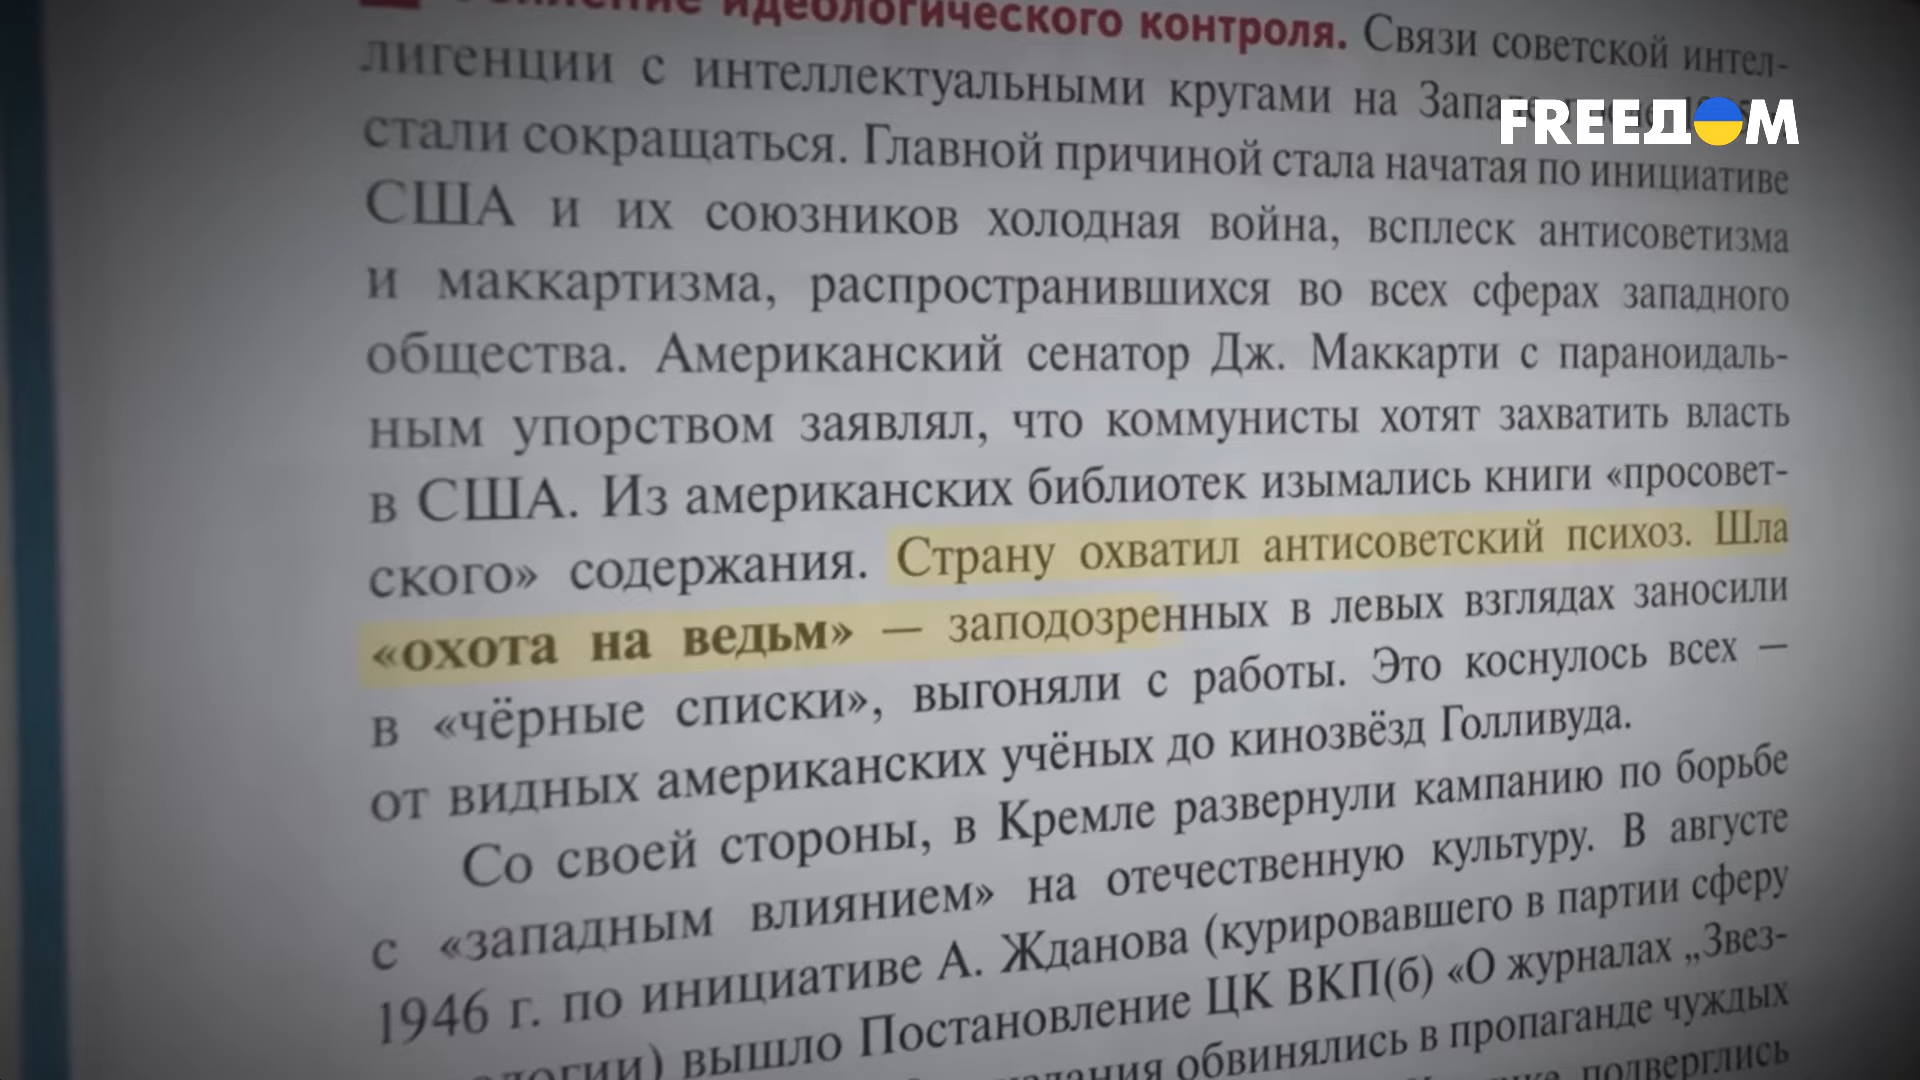 идеологического контроля. Связи советской интел-
лигенции с интеллектуальными кругами на Западе
FREEДOM
стали сокращаться. Главной причиной стала начатая по инициативе
США и их союзников холодная война, всплеск антисоветизма
и маккартизма, распространившихся во всех сферах западного
общества. Американский сенатор Дж. Маккарти с параноидаль-
ным упорством заявлял, что коммунисты хотят захватить власть
в США. Из американских библиотек изымались книги «просовет-
ского» содержания. Страну охватил антисоветский психоз. Шла
«охота на ведьм» — заподозренных в левых взглядах заносили
в «чёрные списки», выгоняли с работы. Это коснулось всех —
от видных американских учёных до кинозвёзд Голливуда.
Со своей стороны, в Кремле развернули кампанию по борьбе
с «западным влиянием» на отечественную культуру. В августе
1946 г. по инициативе А. Жданова (курировавшего в партии сферу
вышло Постановление ЦК ВКП(б) «О журналах „Звез-
обвинялись в пропаганде чуждых
подверглись